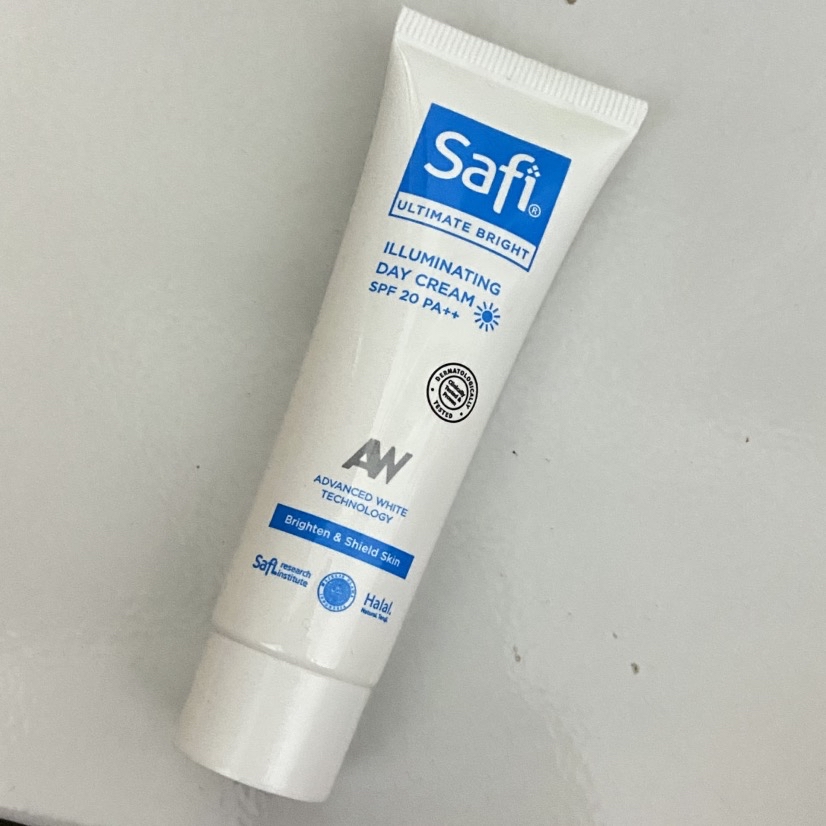 Safi®
ULTIMATE BRIGHT
ILLUMINATING
DAY CREAM
SPF 20 PA++
DERMATOLOGICALLY
TESTED
AW
ADVANCED WHITE
TECHNOLOGY
Brighten & Shield Skin
Safi research
institute
Halal,
Natural